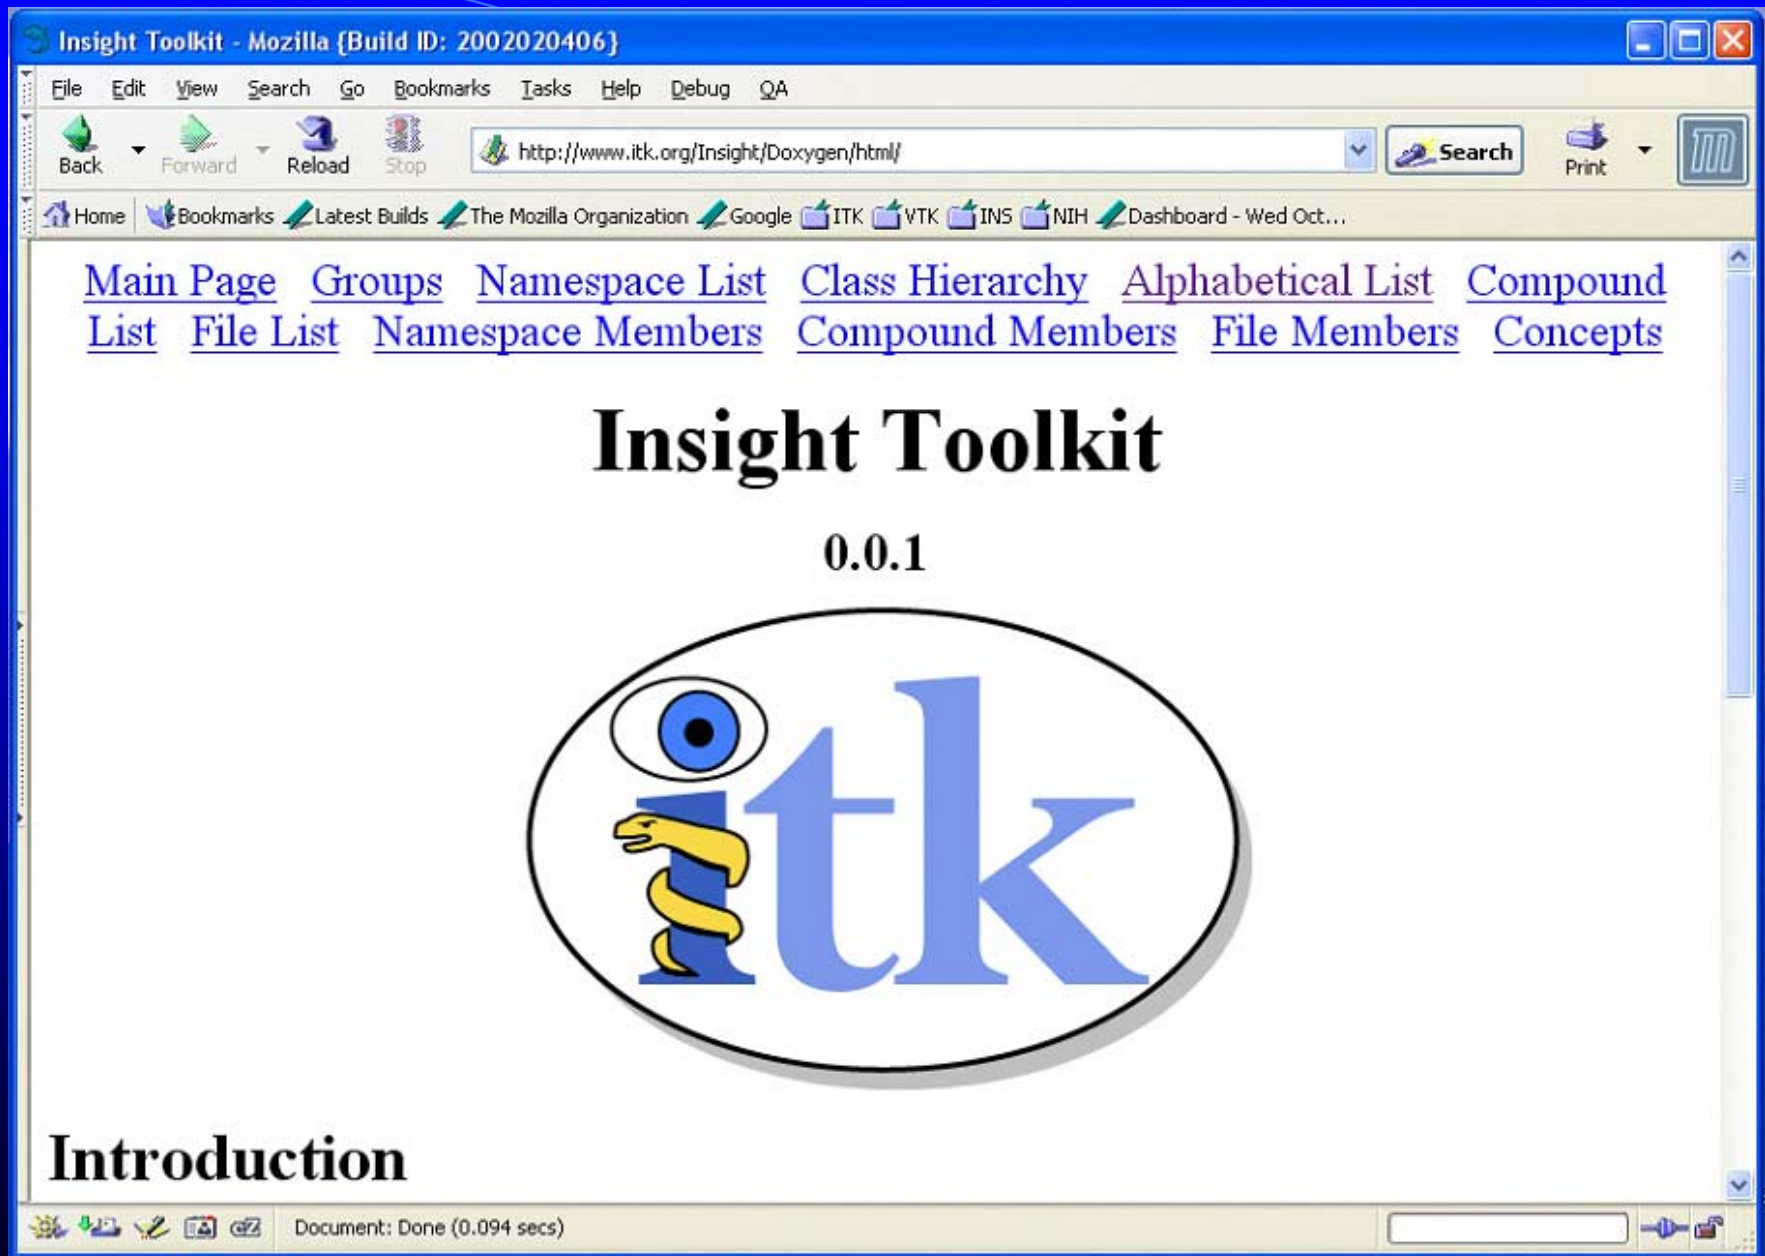 Insight Toolkit - Mozilla {Build ID: 2002020406}
File Edit View Search Go Bookmarks Tasks Help Debug QA
Back Forward Reload Stop http://www.itk.org/Insight/Doxygen/html/ Search Print m
Home Bookmarks Latest Builds The Mozilla Organization Google ITK VTK INS NIH Dashboard - Wed Oct...
Main Page Groups Namespace List Class Hierarchy Alphabetical List Compound
List File List Namespace Members Compound Members File Members Concepts
Insight Toolkit
0.0.1
itk
Introduction
Document: Done (0.094 secs)